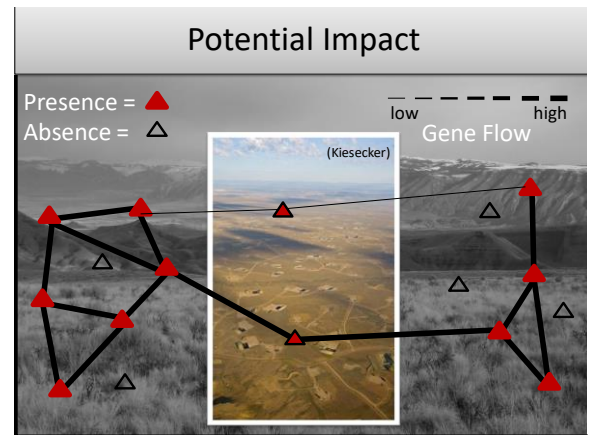 Potential Impact
Presence =
Absence =
low
high
Gene Flow
(Kiesecker)